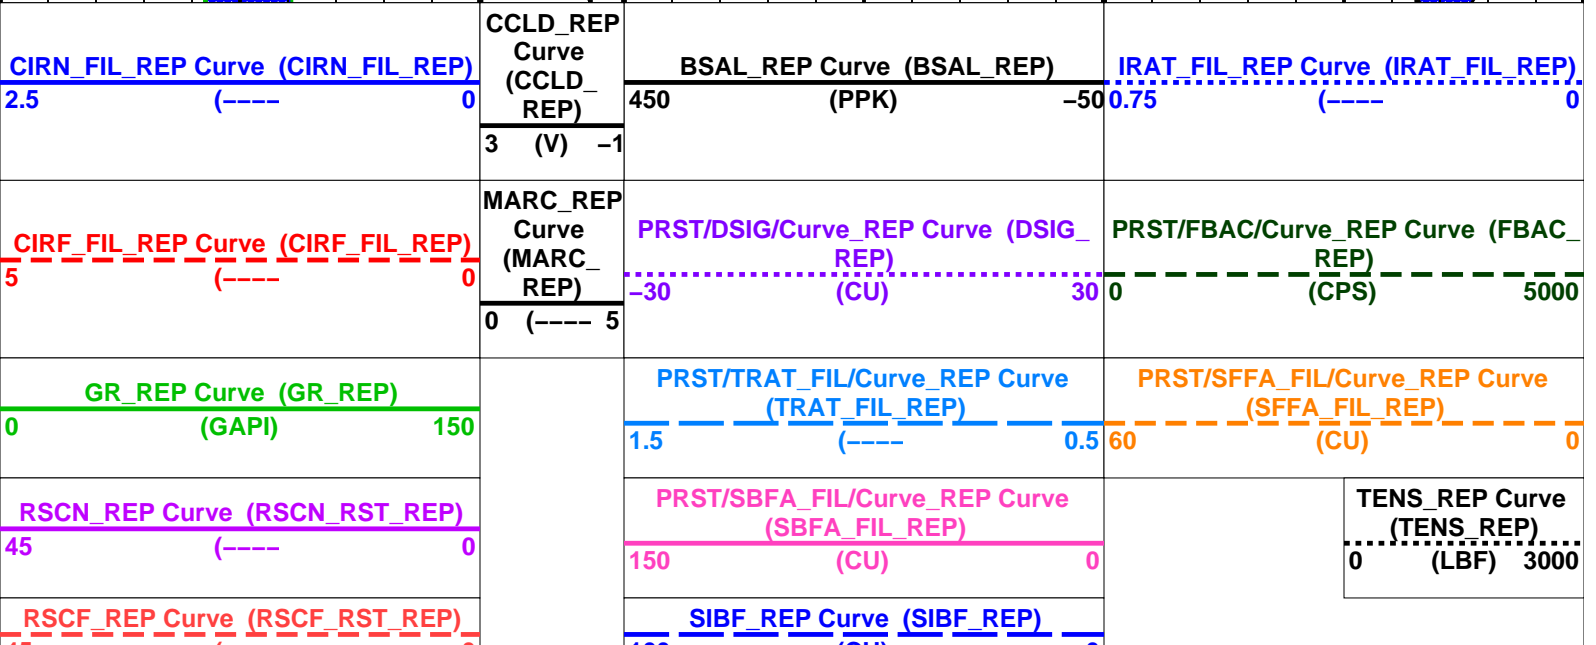 CIRN_FIL_REP Curve (CIRN_FIL_REP)
2.5 (---- 0
CCLD_REP
Curve
(CCLD_
REP)
3 (V) -1
BSAL_REP Curve (BSAL_REP)
450 (PPK) -50
IRAT_FIL_REP Curve (IRAT_FIL_REP)
0.75 (---- 0
CIRF_FIL_REP Curve (CIRF_FIL_REP)
5 (---- 0
MARC_REP
Curve
(MARC_
REP)
0 (---- 5
PRST/DSIG/Curve_REP Curve (DSIG_
REP)
-30 (CU) 30
PRST/FBAC/Curve_REP Curve (FBAC_
REP)
0 (CPS) 5000
GR_REP Curve (GR_REP)
0 (GAPI) 150
PRST/TRAT_FIL/Curve_REP Curve
(TRAT_FIL_REP)
1.5 (---- 0.5
PRST/SFFA_FIL/Curve_REP Curve
(SFFA_FIL_REP)
60 (CU) 0
RSCN_REP Curve (RSCN_RST_REP)
45 (---- 0
PRST/SBFA_FIL/Curve_REP Curve
(SBFA_FIL_REP)
150 (CU) 0
TENS_REP Curve
(TENS_REP)
0 (LBF) 3000
RSCF_REP Curve (RSCF_RST_REP)
SIBF_REP Curve (SIBF_REP)